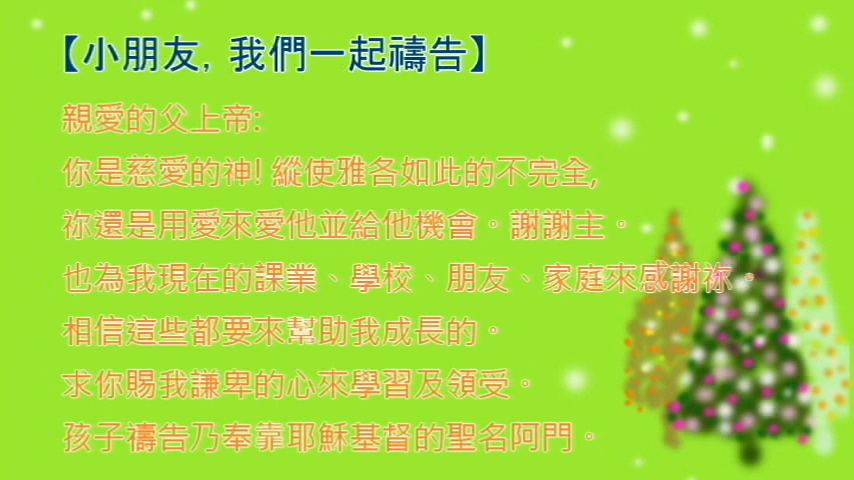 【小朋友, 我們一起禱告】
親愛的父上帝:
你是慈愛的神! 縱使雅各如此的不完全,
祢還是用愛來愛他並給他機會。謝謝主。
也為我現在的課業、學校、朋友、家庭來感謝祢。
相信這些都要來幫助我成長的。
求你賜我謙卑的心來學習及領受。
孩子禱告乃奉靠耶穌基督的聖名阿門。